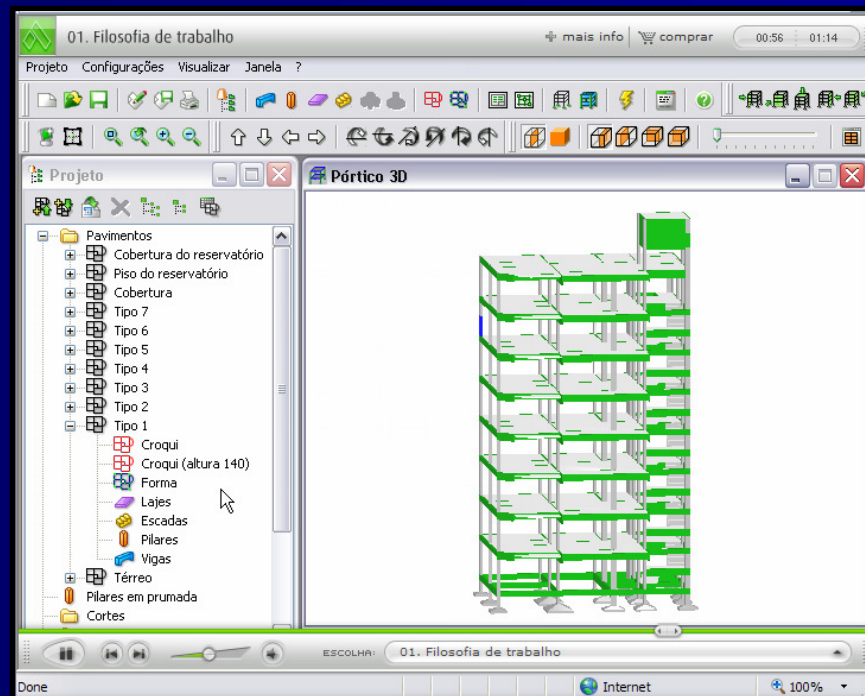 01. Filosofia de trabalho
mais info
comprar
00:56 01:14
Projeto Configurações Visualizar Janela ?
Projeto
Pórtico 3D
Pavimentos
Cobertura do reservatório
Piso do reservatório
Cobertura
Tipo 7
Tipo 6
Tipo 5
Tipo 4
Tipo 3
Tipo 2
Tipo 1
Croqui
Croqui (altura 140)
Forma
Lajes
Escadas
Pilares
Vigas
Térreo
Pilares em prumada
Cortes
ESCOLHA: 01. Filosofia de trabalho
Done Internet 100%